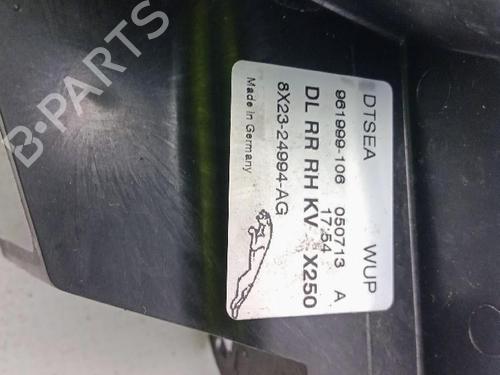 B-PARTS
DTSEA WUP
961999-106 050713 A
17:54
DL RR RH KV X250
8X23-24994-AG
Made in Germany